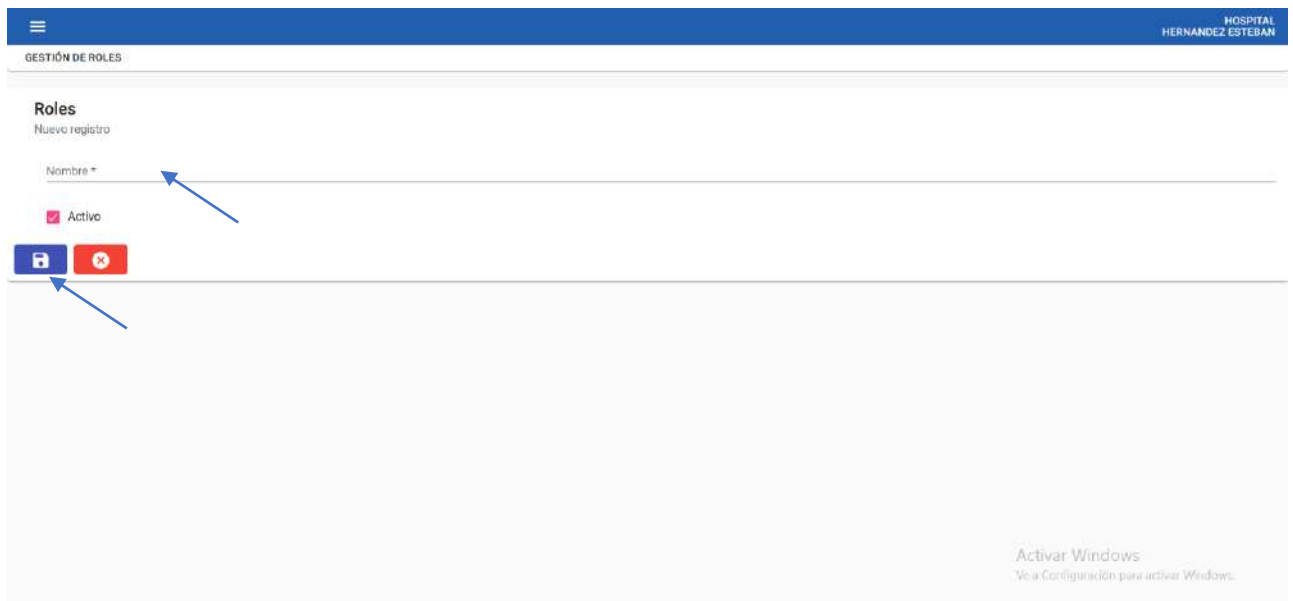 HOSPITAL
HERNANDEZ ESTEBAN
GESTIÓN DE ROLES
Roles
Nuevo registro
Nombre *
Activo
Activar Windows
Ve a Configuración para activar Windows.